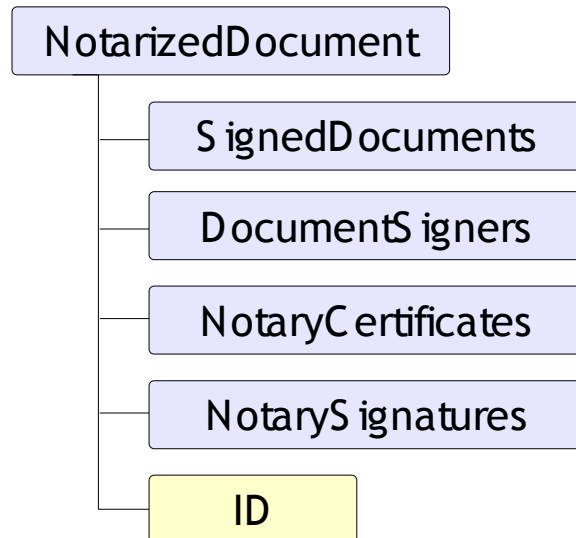 NotarizedDocument
SignedDocuments
DocumentSigners
NotaryCertificates
NotarySignatures
ID